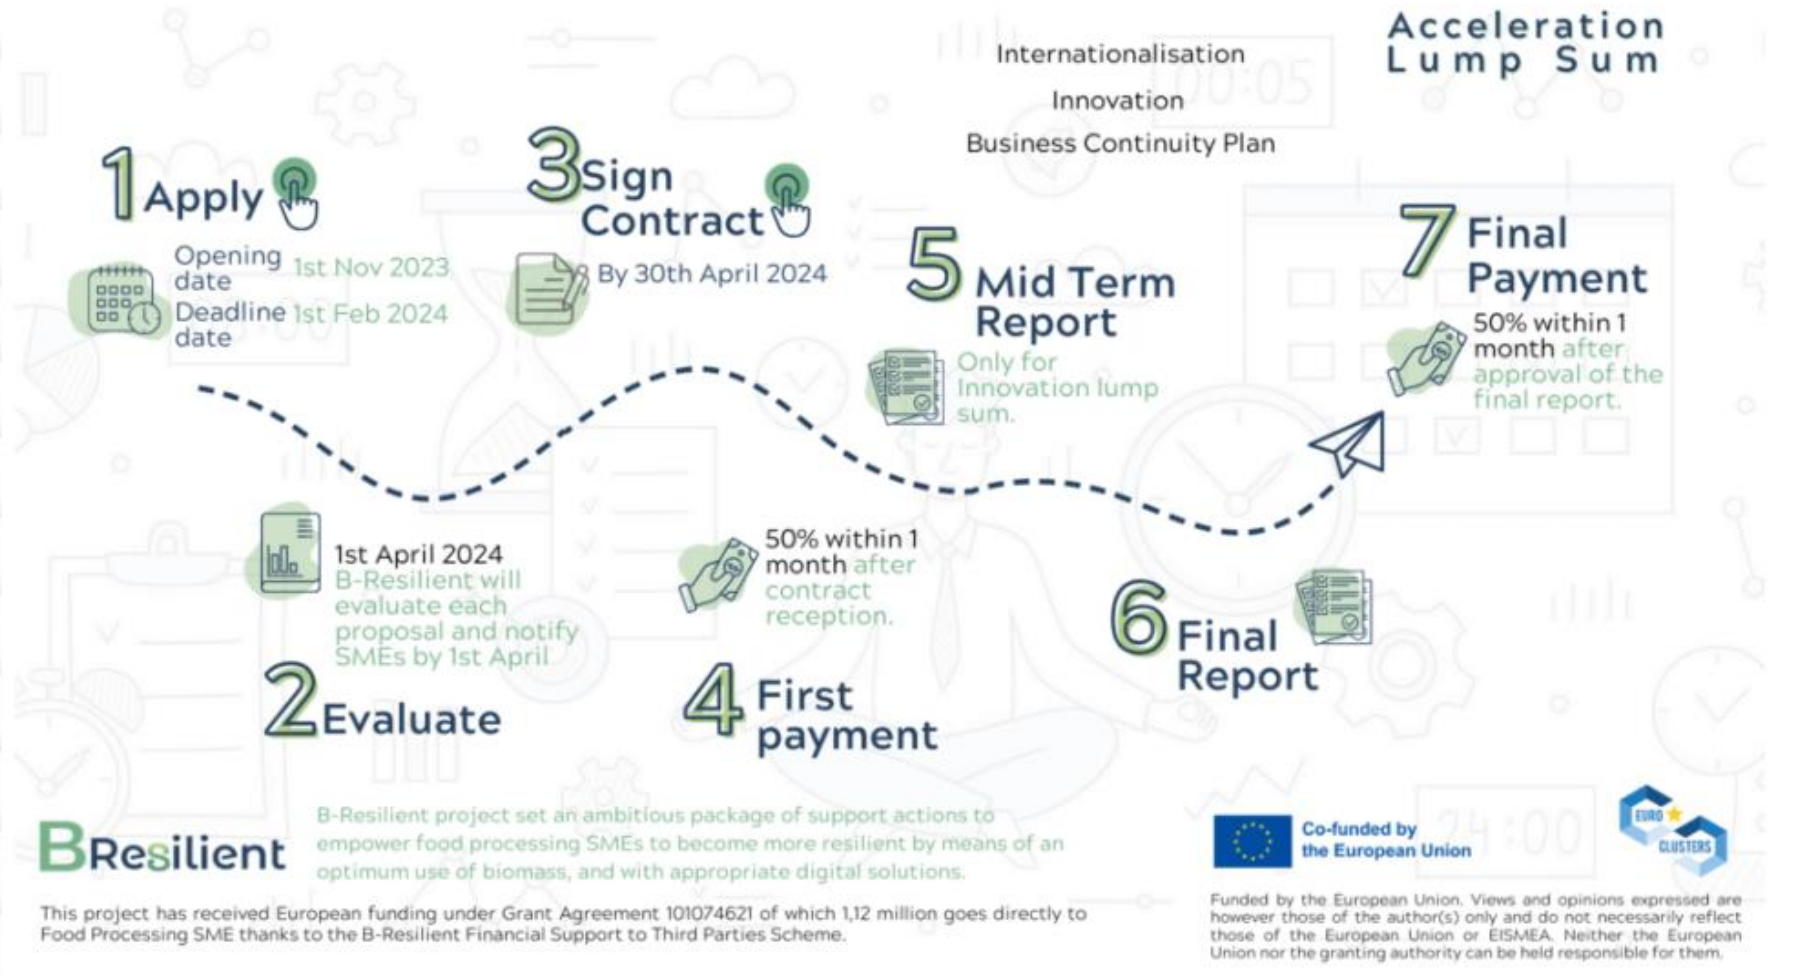 Acceleration
Lump Sum
Internationalisation
Innovation
Business Continuity Plan
1 Apply
Opening date 1st Nov 2023
Deadline date 1st Feb 2024
1st April 2024
B-Resilient will
evaluate each
proposal and notify
SMEs by 1st April
2 Evaluate
3 Sign
Contract
By 30th April 2024
50% within 1
month after
contract
reception.
4 First
payment
5 Mid Term
Report
Only for
Innovation lump
sum.
6 Final
Report
7 Final
Payment
50% within 1
month after
approval of the
final report.
00:05
24:00
BResilient
B-Resilient project set an ambitious package of support actions to
empower food processing SMEs to become more resilient by means of an
optimum use of biomass, and with appropriate digital solutions.
This project has received European funding under Grant Agreement 101074621 of which 1,12 million goes directly to
Food Processing SME thanks to the B-Resilient Financial Support to Third Parties Scheme.
Co-funded by
the European Union
EURO
CLUSTERS
Funded by the European Union. Views and opinions expressed are
however those of the author(s) only and do not necessarily reflect
those of the European Union or EISMEA. Neither the European
Union nor the granting authority can be held responsible for them.